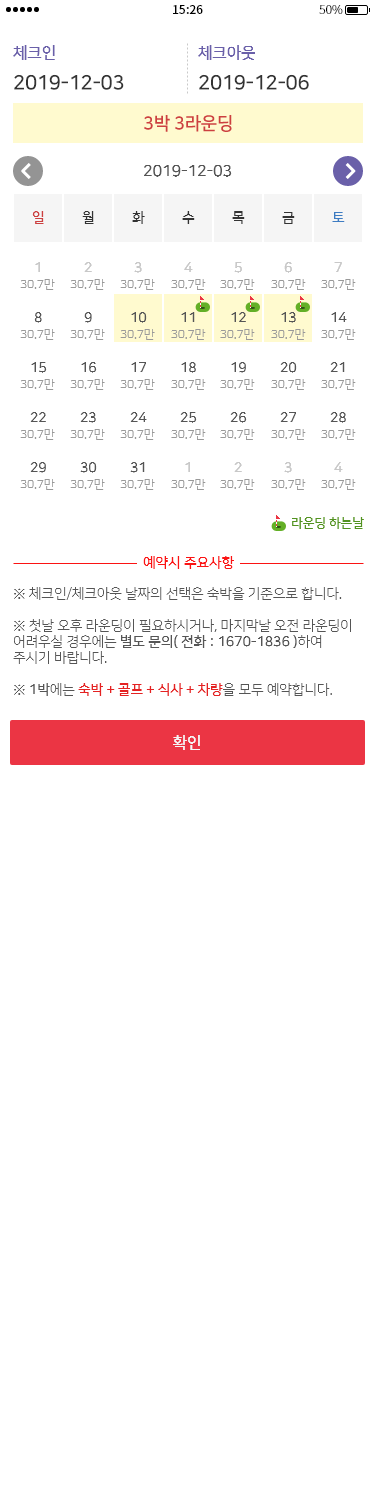 15:26 50%
체크인 체크아웃
2019-12-03 2019-12-06
3박 3라운딩
2019-12-03
일 월 화 수 목 금 토
1 2 3 4 5 6 7
30.7만 30.7만 30.7만 30.7만 30.7만 30.7만 30.7만
8 9 10 11 12 13 14
30.7만 30.7만 30.7만 30.7만 30.7만 30.7만 30.7만
15 16 17 18 19 20 21
30.7만 30.7만 30.7만 30.7만 30.7만 30.7만 30.7만
22 23 24 25 26 27 28
30.7만 30.7만 30.7만 30.7만 30.7만 30.7만 30.7만
29 30 31 1 2 3 4
30.7만 30.7만 30.7만 30.7만 30.7만 30.7만 30.7만
라운딩 하는날
예약시 주요사항
※ 체크인/체크아웃 날짜의 선택은 숙박을 기준으로 합니다.
※ 첫날 오후 라운딩이 필요하시거나, 마지막날 오전 라운딩이
어려우실 경우에는 별도 문의( 전화 : 1670-1836 )하여
주시기 바랍니다.
※ 1박에는 숙박 + 골프 + 식사 + 차량을 모두 예약합니다.
확인